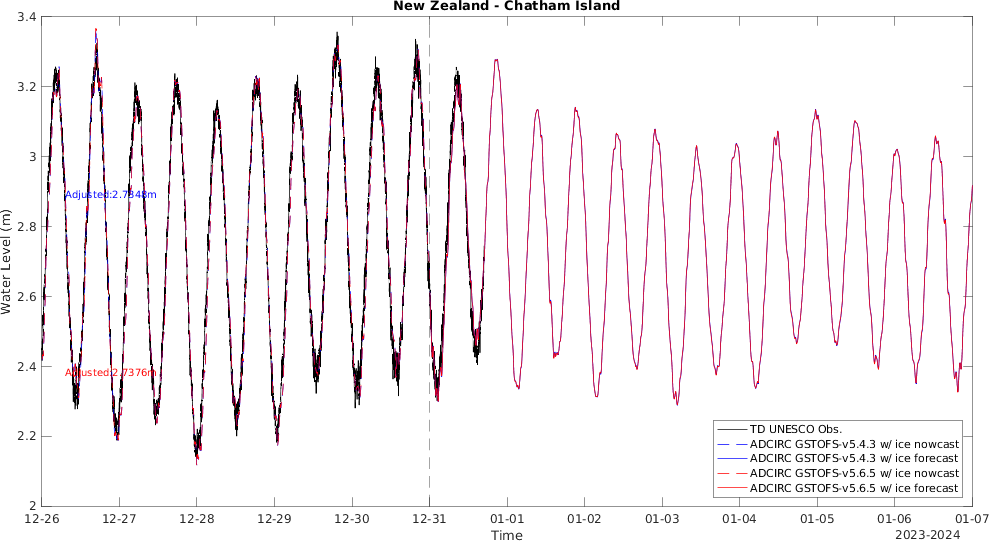 New Zealand - Chatham Island
3.4
3.2
3
2.8
2.6
2.4
2.2
2
Water Level (m)
Adjusted:2.7348m
Adjusted:2.7376m
TD UNESCO Obs.
ADCIRC GSTOFS-v5.4.3 w/ ice nowcast
ADCIRC GSTOFS-v5.4.3 w/ ice forecast
ADCIRC GSTOFS-v5.6.5 w/ ice nowcast
ADCIRC GSTOFS-v5.6.5 w/ ice forecast
12-26 12-27 12-28 12-29 12-30 12-31 01-01 01-02 01-03 01-04 01-05 01-06 01-07
Time
2023-2024